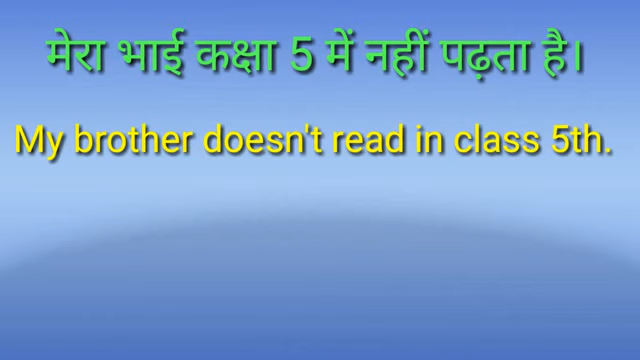 मेरा भाई कक्षा 5 में नहीं पढ़ता है।
My brother doesn't read in class 5th.